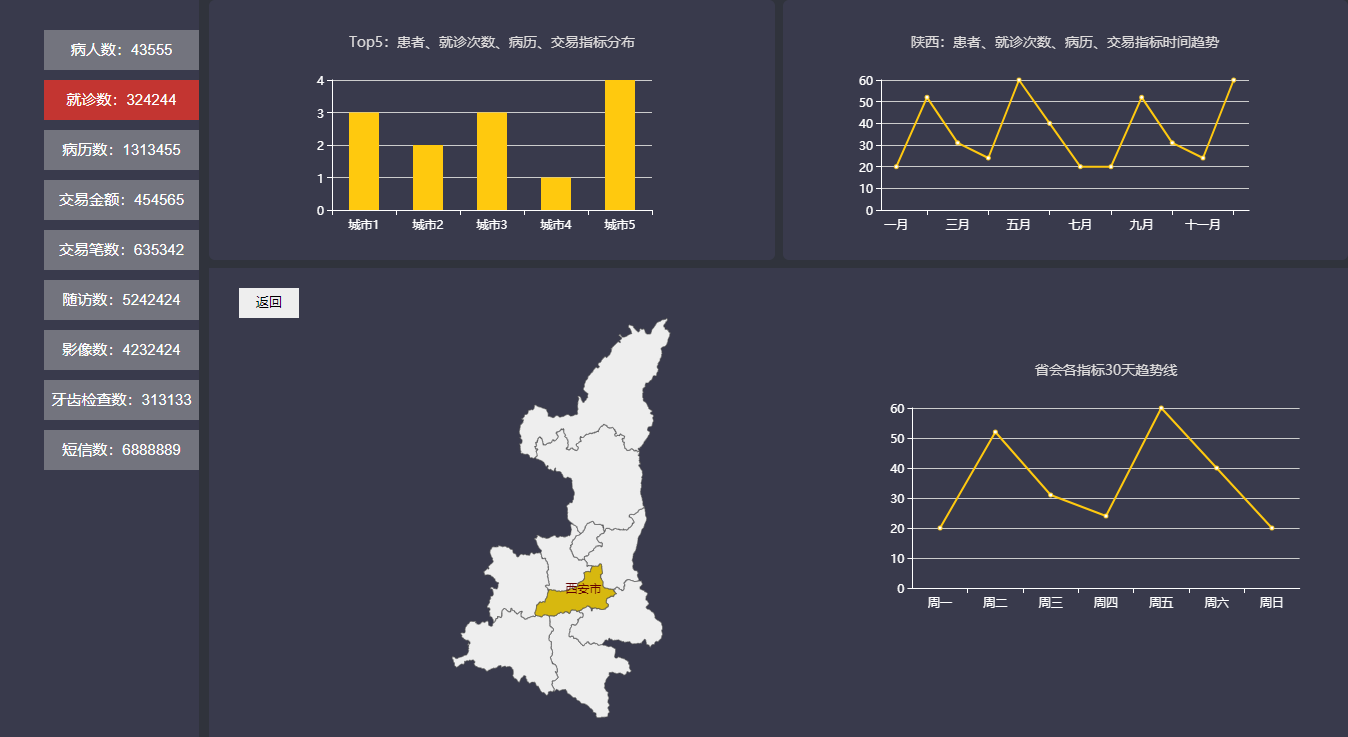 病人数：43555
就诊数：324244
病历数：1313455
交易金额：454565
交易笔数：635342
随访数：5242424
影像数：4232424
牙齿检查数：313133
短信数：6888889
Top5：患者、就诊次数、病历、交易指标分布
4
3
2
1
0
城市1 城市2 城市3 城市4 城市5
陕西：患者、就诊次数、病历、交易指标时间趋势
60
50
40
30
20
10
0
一月 三月 五月 七月 九月 十一月
返回
西安市
省会各指标30天趋势线
60
50
40
30
20
10
0
周一 周二 周三 周四 周五 周六 周日